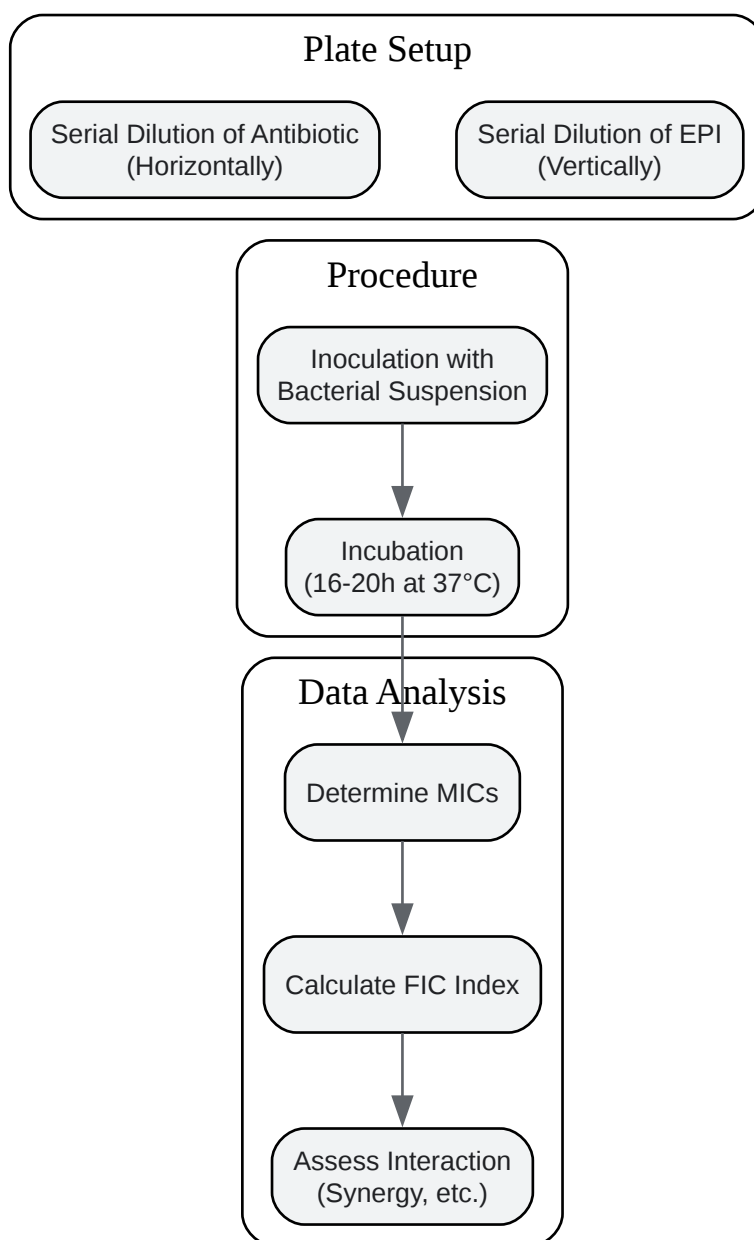 Plate Setup
Serial Dilution of Antibiotic
(Horizontally)
Serial Dilution of EPI
(Vertically)
Procedure
Inoculation with
Bacterial Suspension
Incubation
(16-20h at 37°C)
Data Analysis
Determine MICs
Calculate FIC Index
Assess Interaction
(Synergy, etc.)